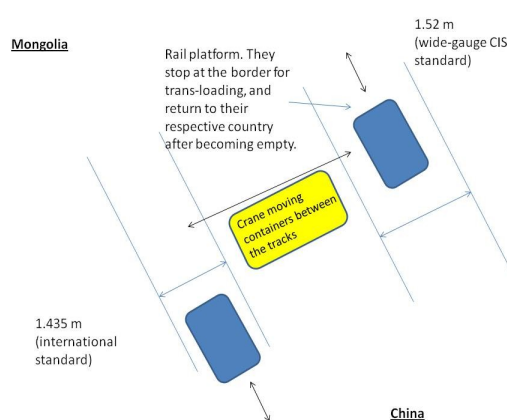 Mongolia
1.52 m
(wide-gauge CIS
standard)
Rail platform. They
stop at the border for
trans-loading, and
return to their
respective country
after becoming empty.
Crane moving
containers between
the tracks
1.435 m
(international
standard)
China